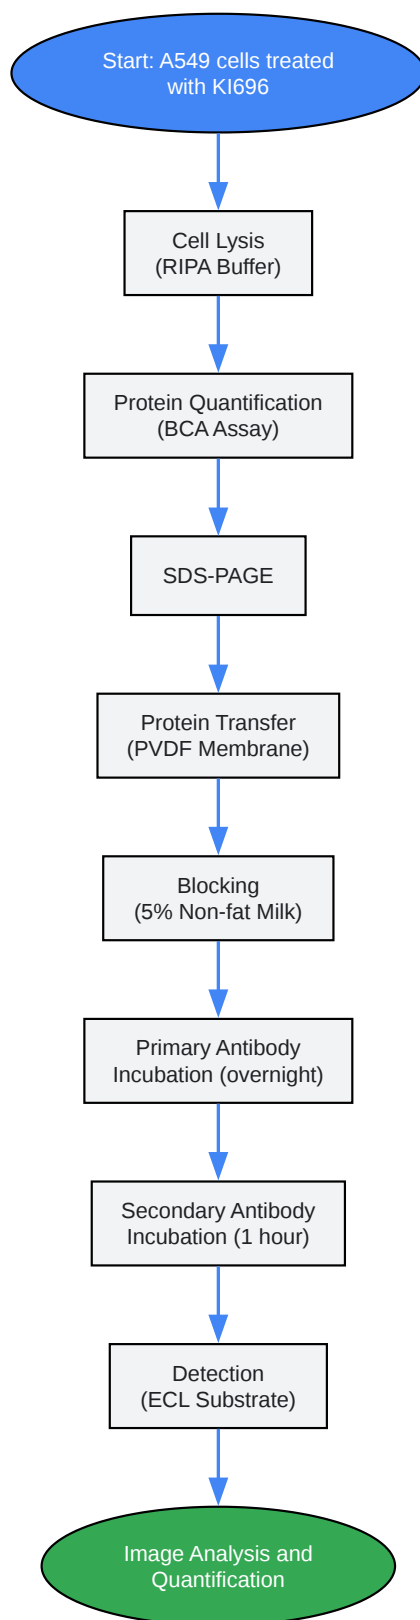 Start: A549 cells treated
with KI696
Cell Lysis
(RIPA Buffer)
Protein Quantification
(BCA Assay)
SDS-PAGE
Protein Transfer
(PVDF Membrane)
Blocking
(5% Non-fat Milk)
Primary Antibody
Incubation (overnight)
Secondary Antibody
Incubation (1 hour)
Detection
(ECL Substrate)
Image Analysis and
Quantification